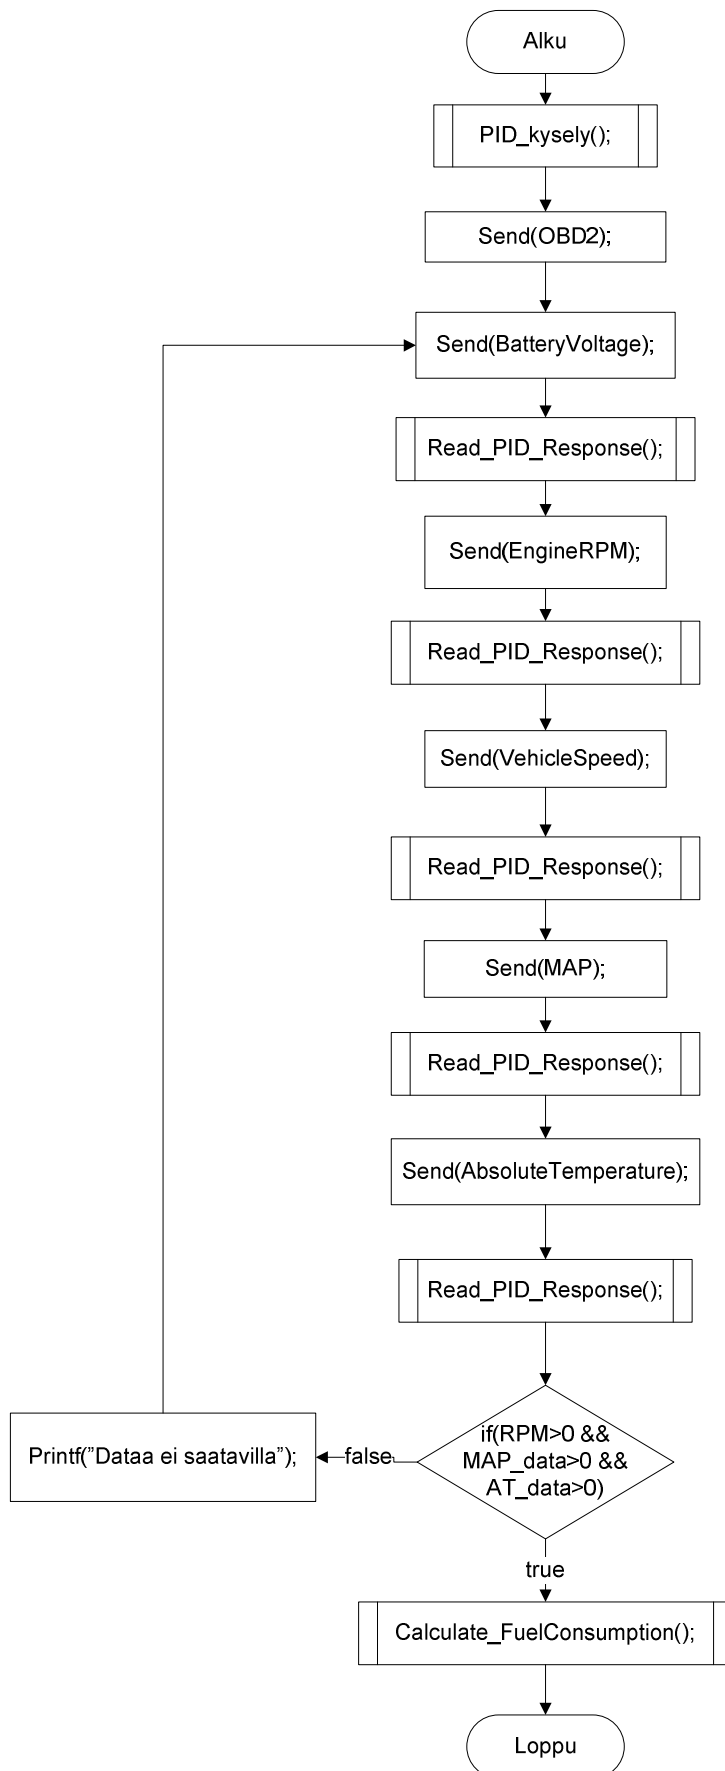 Alku
PID_kysely();
Send(OBD2);
Send(BatteryVoltage);
Read_PID_Response();
Send(EngineRPM);
Read_PID_Response();
Send(VehicleSpeed);
Read_PID_Response();
Send(MAP);
Read_PID_Response();
Send(AbsoluteTemperature);
Read_PID_Response();
if(RPM>0 &&
MAP_data>0 &&
AT_data>0)
false
Printf(”Dataa ei saatavilla”);
true
Calculate_FuelConsumption();
Loppu